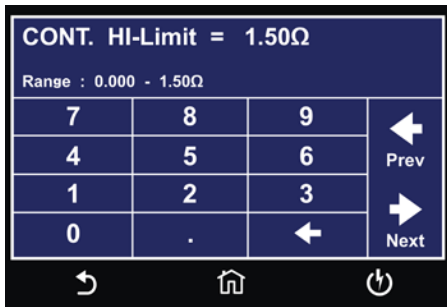 CONT. HI-Limit = 1.50Ω
Range : 0.000 - 1.50Ω
7 8 9
4 5 6 Prev
1 2 3
0 . Next